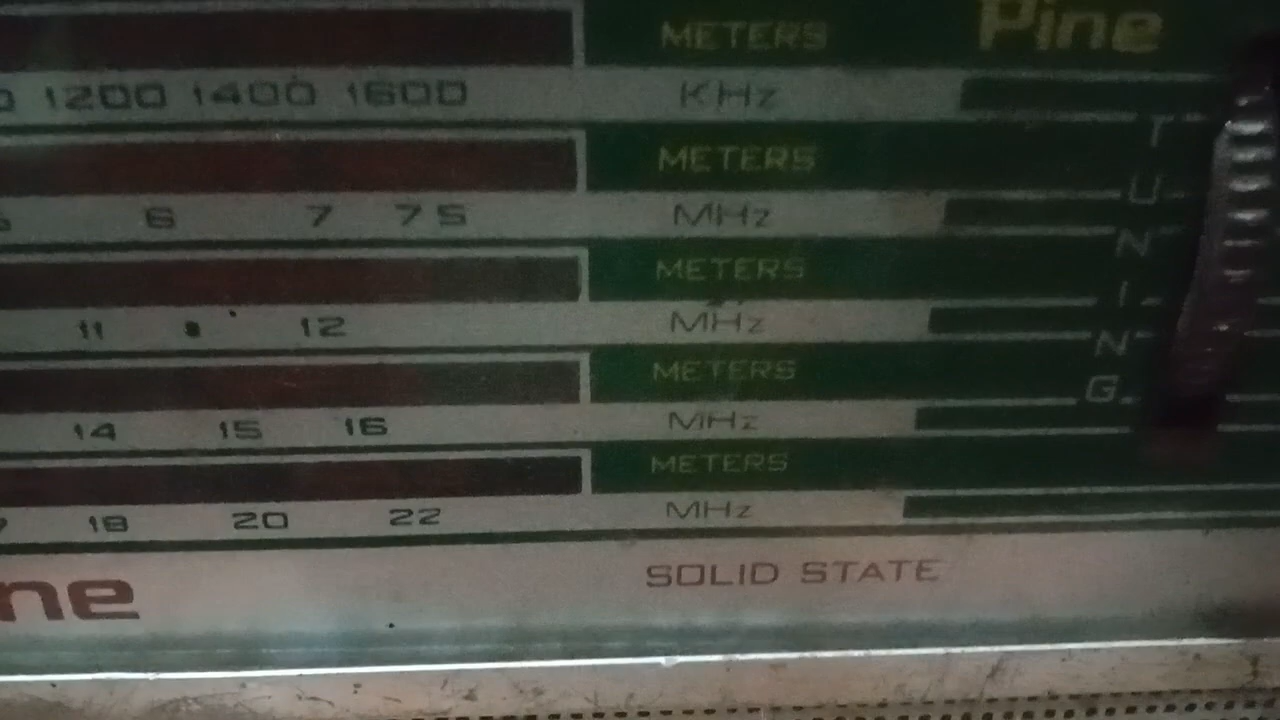 METERS Pine
1200 1400 1600 KHz
METERS
6 7 7 5 MHz
METERS
11 12 MHz
METERS
14 15 16 MHz
METERS
18 20 22 MHz
TUNING
ne SOLID STATE